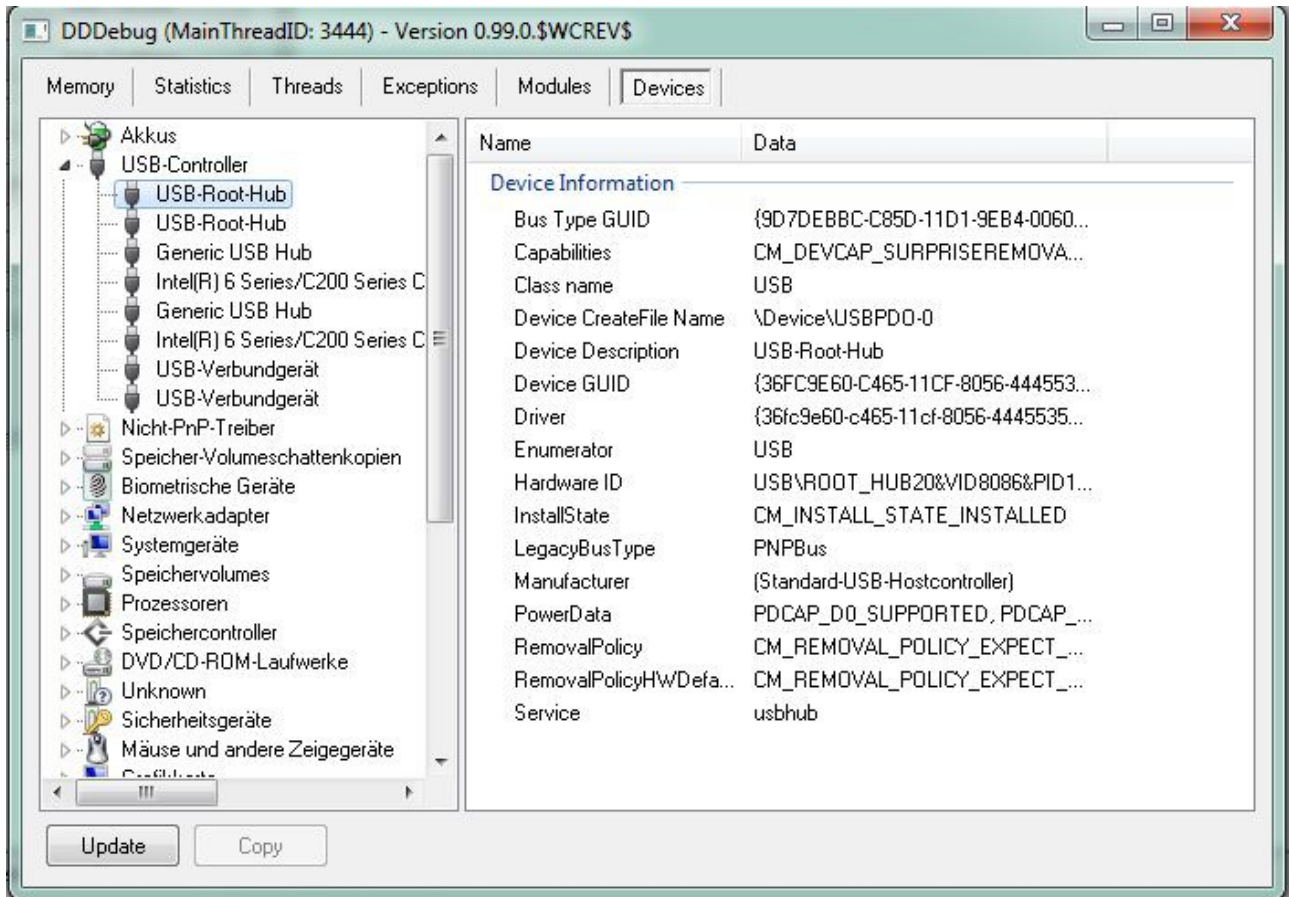 DDDebug (MainThreadID: 3444) - Version 0.99.0.$WCREV$
Memory Statistics Threads Exceptions Modules Devices
Akkus
USB-Controller
USB-Root-Hub
USB-Root-Hub
Generic USB Hub
Intel(R) 6 Series/C200 Series C
Generic USB Hub
Intel(R) 6 Series/C200 Series C
USB-Verbundgerät
USB-Verbundgerät
Nicht-PnP-Treiber
Speicher-Volumeschattenkopien
Biometrische Geräte
Netzwerkadapter
Systemgeräte
Speichervolumes
Prozessoren
Speichercontroller
DVD/CD-ROM-Laufwerke
Unknown
Sicherheitsgeräte
Mäuse und andere Zeigegeräte
Name Data
Device Information
Bus Type GUID {9D7DEBBC-C85D-11D1-9EB4-0060...
Capabilities CM_DEVCAP_SURPRISEREMOVA...
Class name USB
Device CreateFile Name \Device\USBPDO-0
Device Description USB-Root-Hub
Device GUID {36FC9E60-C465-11CF-8056-444553...
Driver {36fc9e60-c465-11cf-8056-4445535...
Enumerator USB
Hardware ID USB\ROOT_HUB20&VID8086&PID1...
InstallState CM_INSTALL_STATE_INSTALLED
LegacyBusType PNPBus
Manufacturer (Standard-USB-Hostcontroller)
PowerData PDCAP_D0_SUPPORTED, PDCAP_...
RemovalPolicy CM_REMOVAL_POLICY_EXPECT_...
RemovalPolicyHWDefa... CM_REMOVAL_POLICY_EXPECT_...
Service usbhub
Update Copy